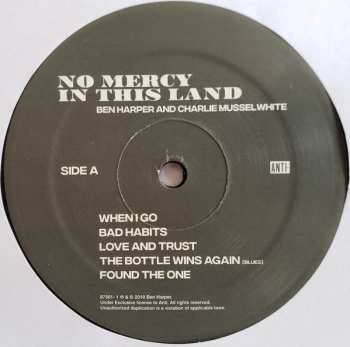 NO MERCY
IN THIS LAND
BEN HARPER AND CHARLIE MUSSELWHITE
SIDE A
ANTI-
WHEN I GO
BAD HABITS
LOVE AND TRUST
THE BOTTLE WINS AGAIN [BLUES]
FOUND THE ONE
87561-1 ℗ & © 2018 Ben Harper.
Under Exclusive license to Anti. All rights reserved.
Unauthorized duplication is a violation of applicable laws.